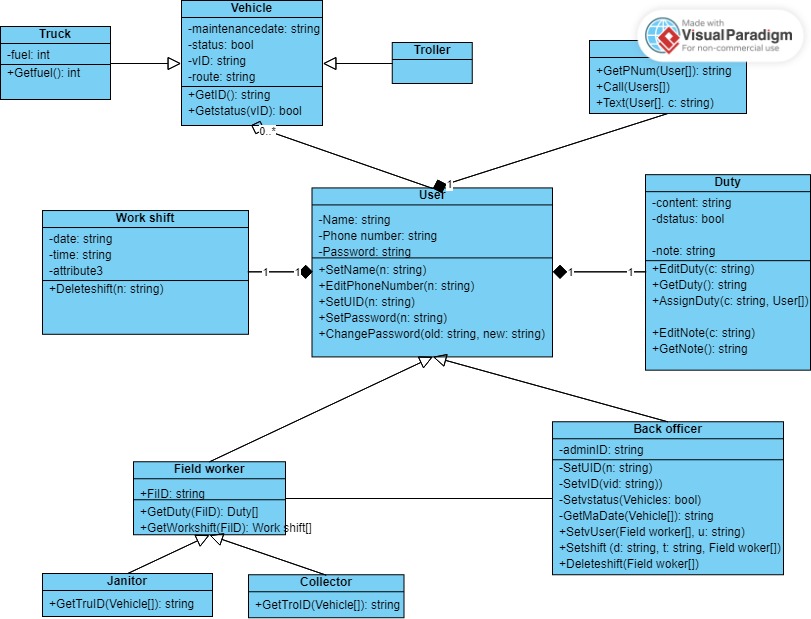 Vehicle
-maintenancedate: string
-status: bool
-vID: string
-route: string
+GetID(): string
+Getstatus(vID): bool
Truck
-fuel: int
+Getfuel(): int
Troller
Made with
VisualParadigm
For non-commercial use
+GetPNum(User[]): string
+Call(Users[])
+Text(User[]. c: string)
0..*
1
User
-Name: string
-Phone number: string
-Password: string
+SetName(n: string)
+EditPhoneNumber(n: string)
+SetUID(n: string)
+SetPassword(n: string)
+ChangePassword(old: string, new: string)
Work shift
-date: string
-time: string
-attribute3
+Deleteshift(n: string)
1
1
1
1
Duty
-content: string
-dstatus: bool
-note: string
+EditDuty(c: string)
+GetDuty(): string
+AssignDuty(c: string, User[])
+EditNote(c: string)
+GetNote(): string
Field worker
+FiID: string
+GetDuty(FiID): Duty[]
+GetWorkshift(FiID): Work shift[]
Back officer
-adminID: string
-SetUID(n: string)
-SetvID(vid: string))
-Setvstatus(Vehicles: bool)
-GetMaDate(Vehicle[]): string
+SetvUser(Field worker[], u: string)
+Setshift (d: string, t: string, Field woker[])
+Deleteshift(Field woker[])
Janitor
+GetTruID(Vehicle[]): string
Collector
+GetTroID(Vehicle[]): string